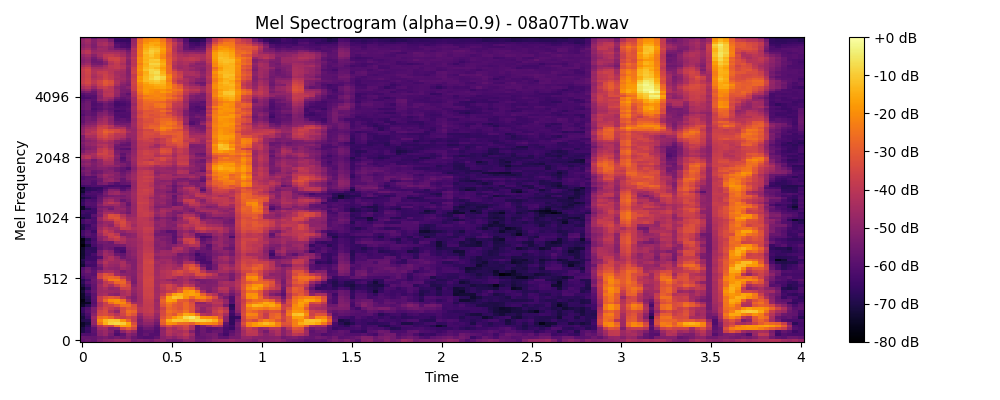 Mel Spectrogram (alpha=0.9) - 08a07Tb.wav
Mel Frequency
4096
2048
1024
512
0
0
0.5
1
1.5
2
2.5
3
3.5
4
Time
+0 dB
-10 dB
-20 dB
-30 dB
-40 dB
-50 dB
-60 dB
-70 dB
-80 dB